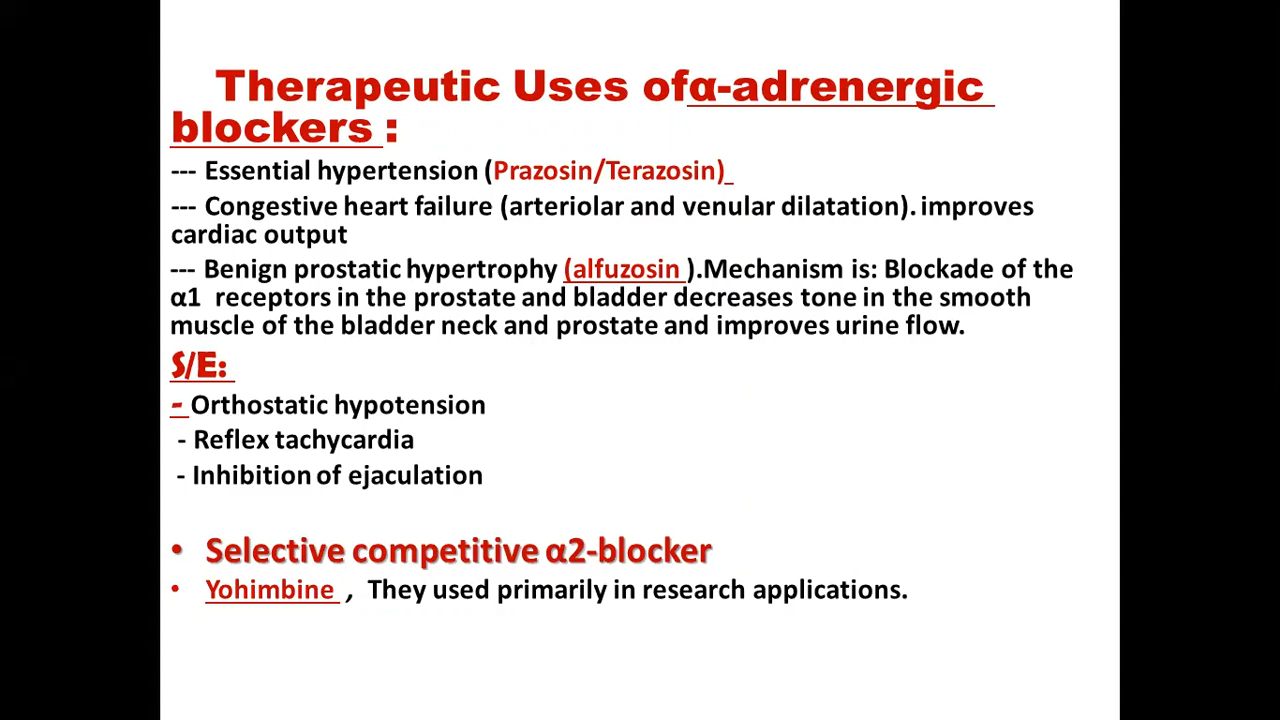 Therapeutic Uses ofα-adrenergic
blockers :
--- Essential hypertension (Prazosin/Terazosin)
--- Congestive heart failure (arteriolar and venular dilatation). improves
cardiac output
--- Benign prostatic hypertrophy (alfuzosin ).Mechanism is: Blockade of the
α1 receptors in the prostate and bladder decreases tone in the smooth
muscle of the bladder neck and prostate and improves urine flow.
S/E:
- Orthostatic hypotension
- Reflex tachycardia
- Inhibition of ejaculation
• Selective competitive α2-blocker
• Yohimbine , They used primarily in research applications.